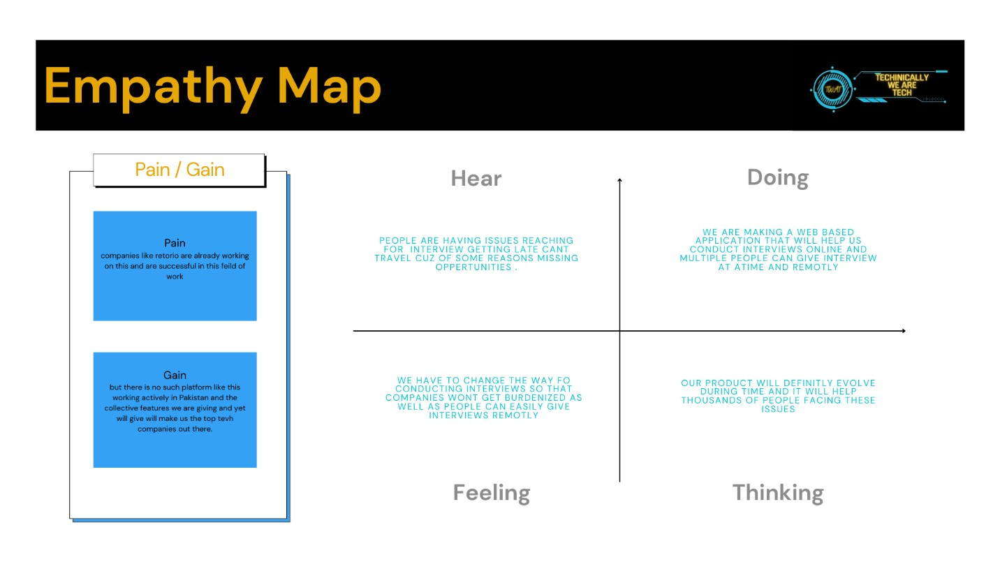 Empathy Map
TWAT
TECHINICALLY
WE ARE
TECH
Pain / Gain
Pain
companies like retorio are already working
on this and are successful in this feild of
work
Gain
but there is no such platform like this
working actively in Pakistan and the
collective features we are giving and yet
will give will make us the top tevh
companies out there.
Hear
PEOPLE ARE HAVING ISSUES REACHING
FOR INTERVIEW GETTING LATE CANT
TRAVEL CUZ OF SOME REASONS MISSING
OPPERTUNITIES .
Doing
WE ARE MAKING A WEB BASED
APPLICATION THAT WILL HELP US
CONDUCT INTERVIEWS ONLINE AND
MULTIPLE PEOPLE CAN GIVE INTERVIEW
AT ATIME AND REMOTLY
WE HAVE TO CHANGE THE WAY FO
CONDUCTING INTERVIEWS SO THAT
COMPANIES WONT GET BURDENIZED AS
WELL AS PEOPLE CAN EASILY GIVE
INTERVIEWS REMOTLY
Feeling
OUR PRODUCT WILL DEFINITLY EVOLVE
DURING TIME AND IT WILL HELP
THOUSANDS OF PEOPLE FACING THESE
ISSUES
Thinking